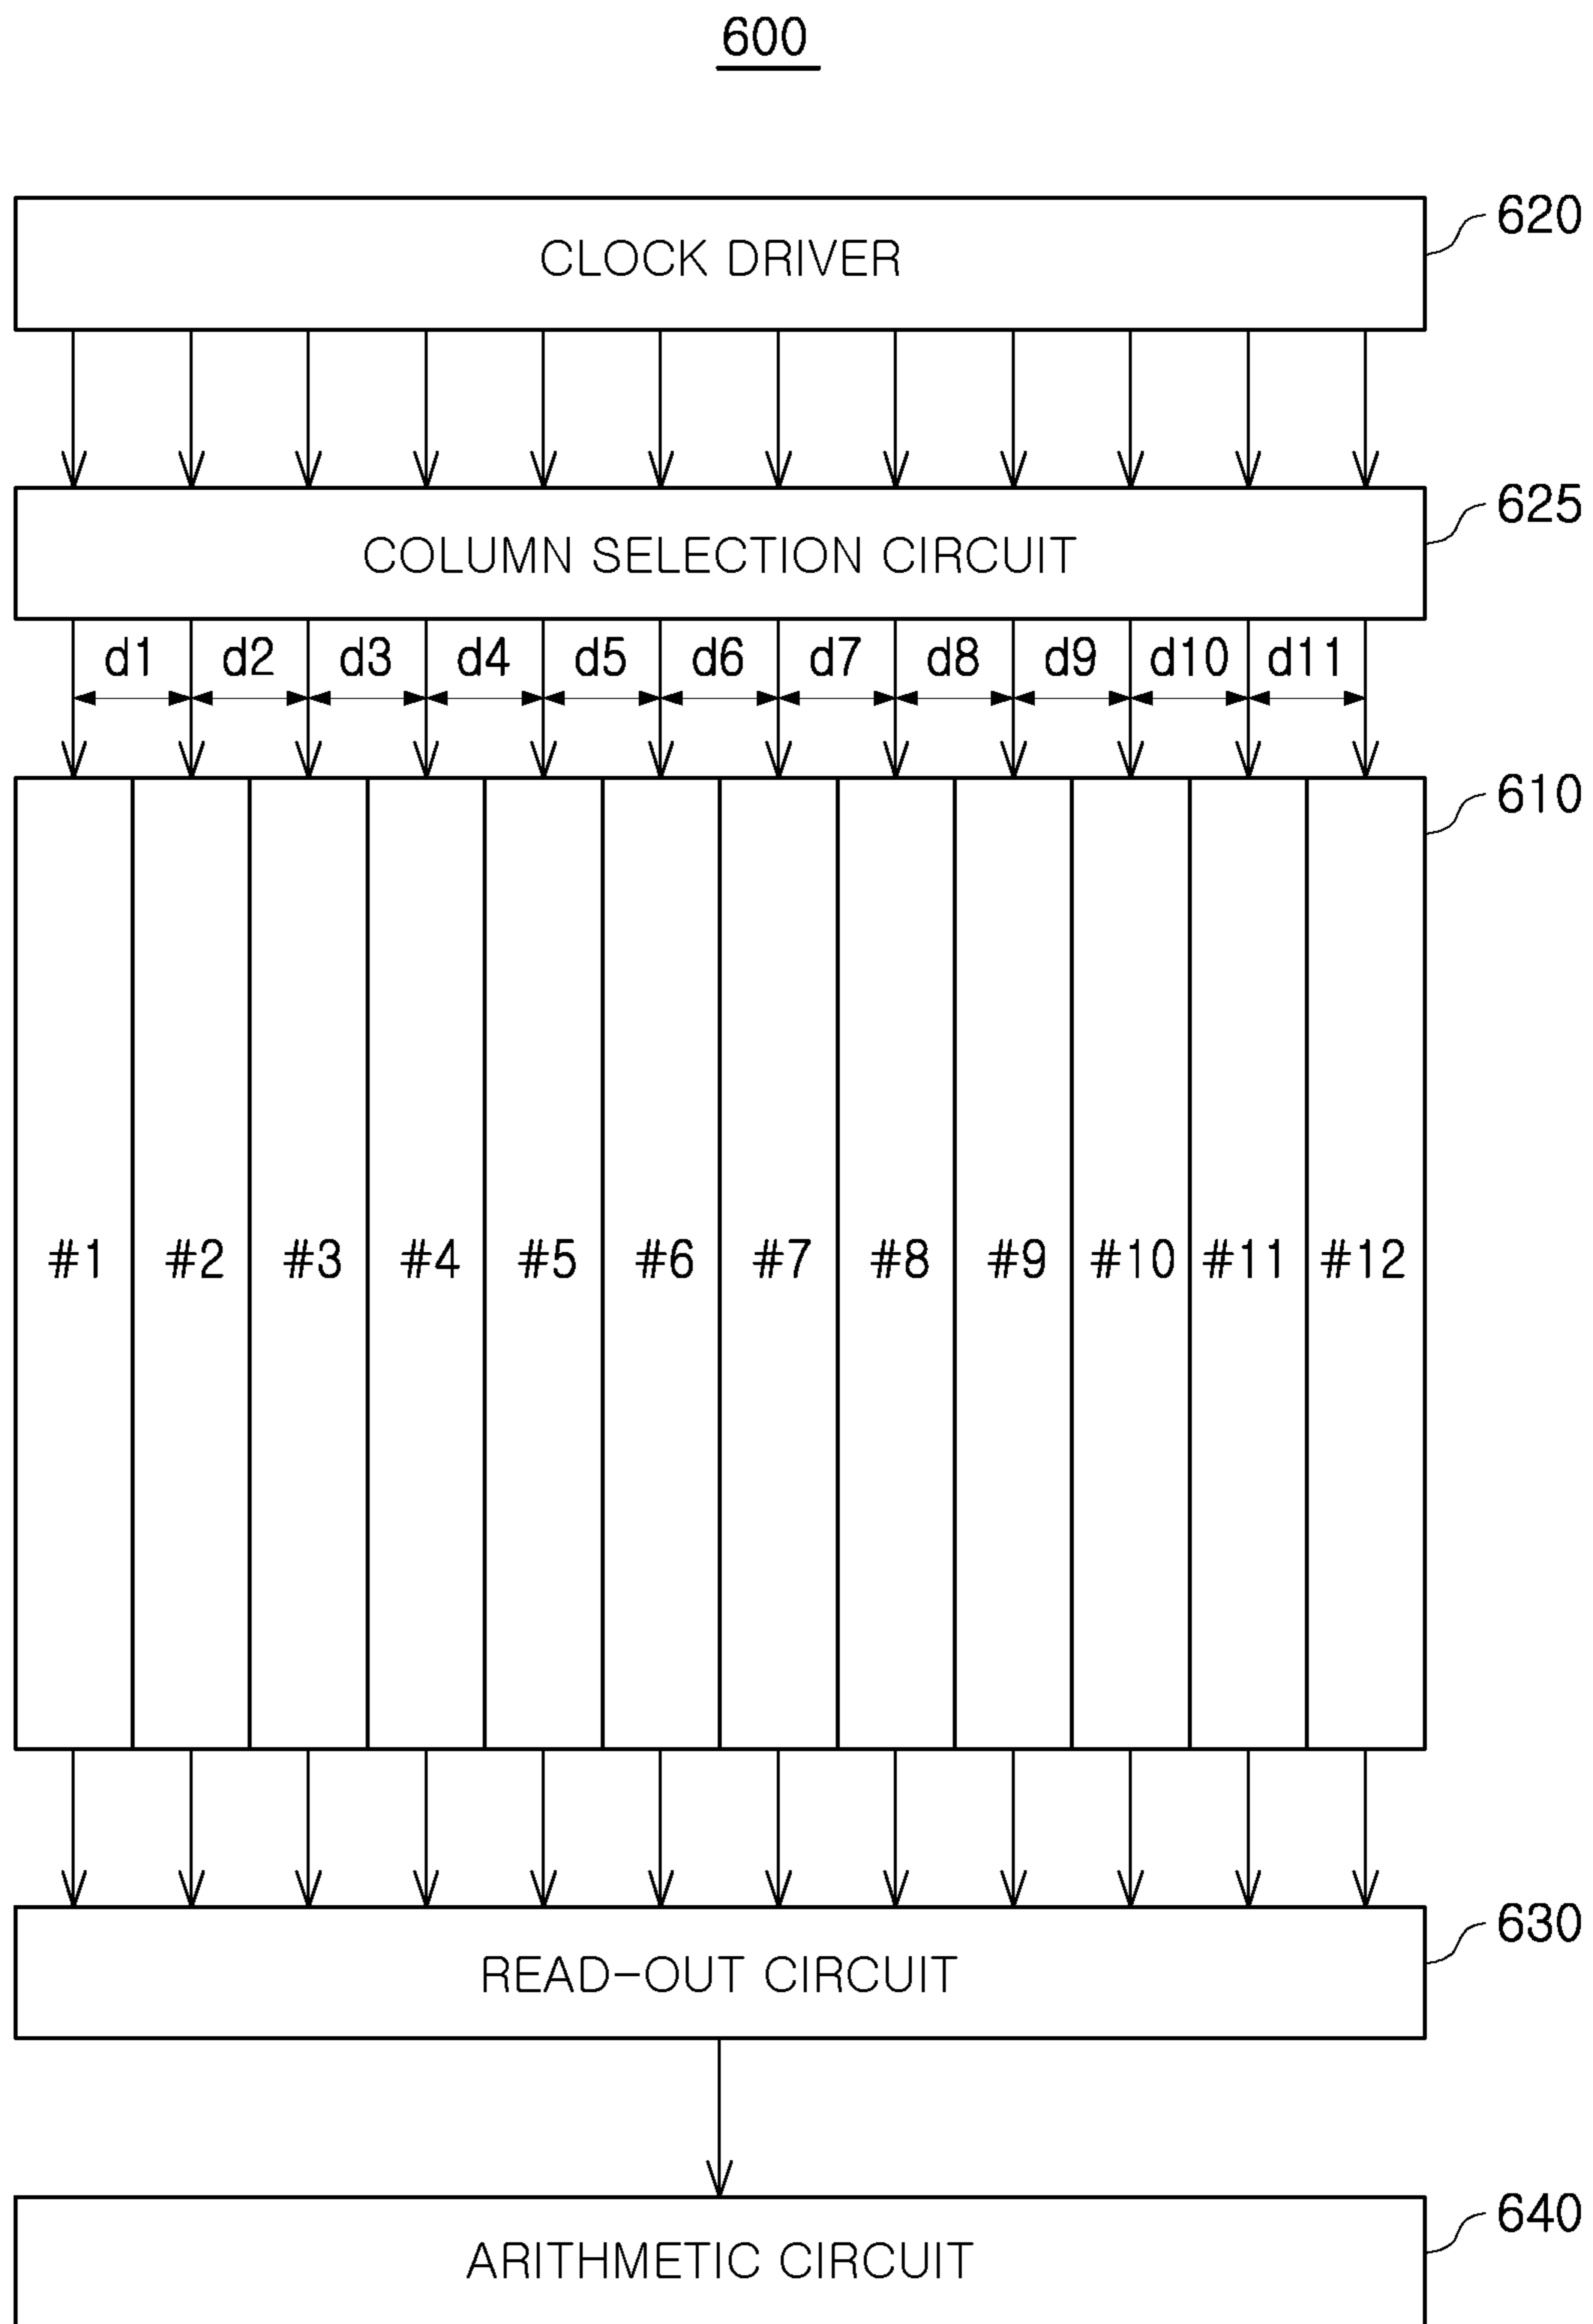 600
620
CLOCK DRIVER
625
COLUMN SELECTION CIRCUIT
d1 d2 d3 d4 d5 d6 d7 d8 d9 d10 d11
610
#1 #2 #3 #4 #5 #6 #7 #8 #9 #10 #11 #12
630
READ-OUT CIRCUIT
640
ARITHMETIC CIRCUIT